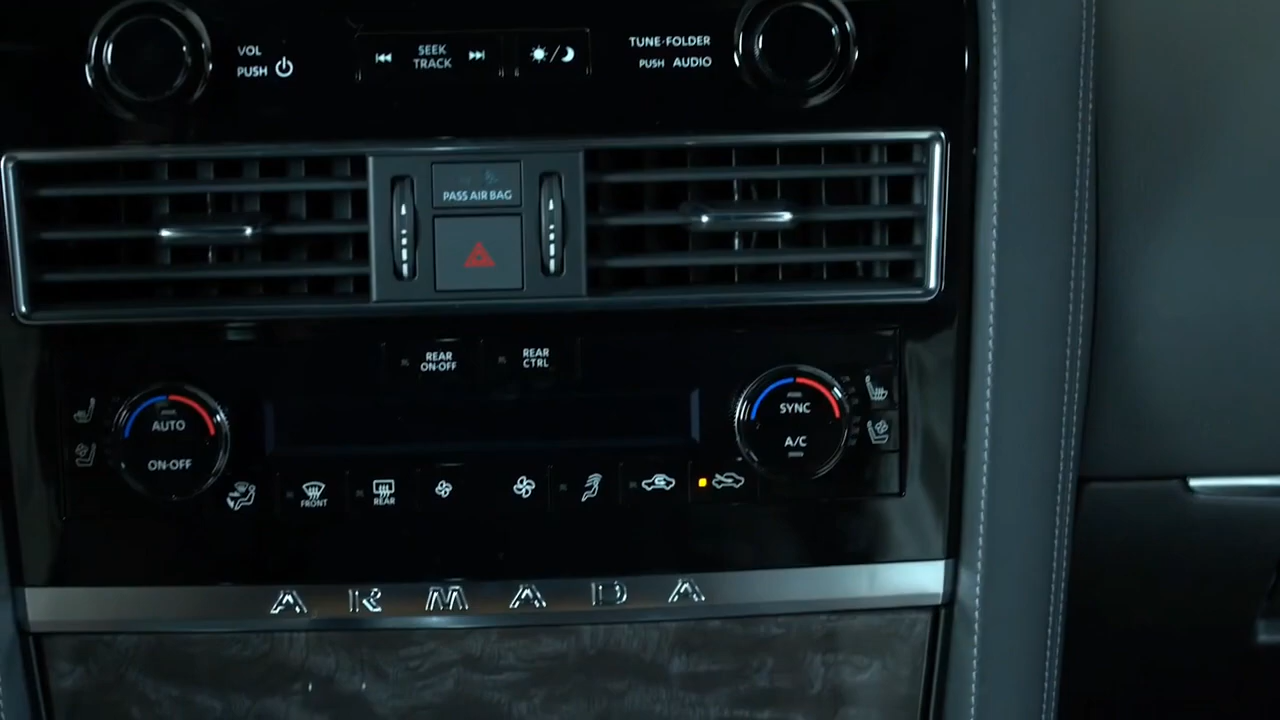 VOL
PUSH
SEEK
TRACK
TUNE·FOLDER
PUSH AUDIO
PASS AIR BAG
REAR
ON·OFF
REAR
CTRL
AUTO
ON·OFF
SYNC
A/C
FRONT
REAR
ARMADA